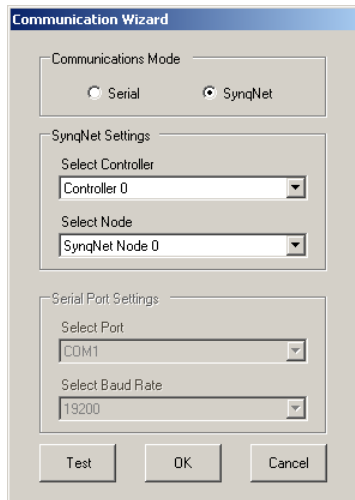 Communication Wizard
Communications Mode
Serial SynqNet
SynqNet Settings
Select Controller
Controller 0
Select Node
SynqNet Node 0
Serial Port Settings
Select Port
COM1
Select Baud Rate
19200
Test OK Cancel